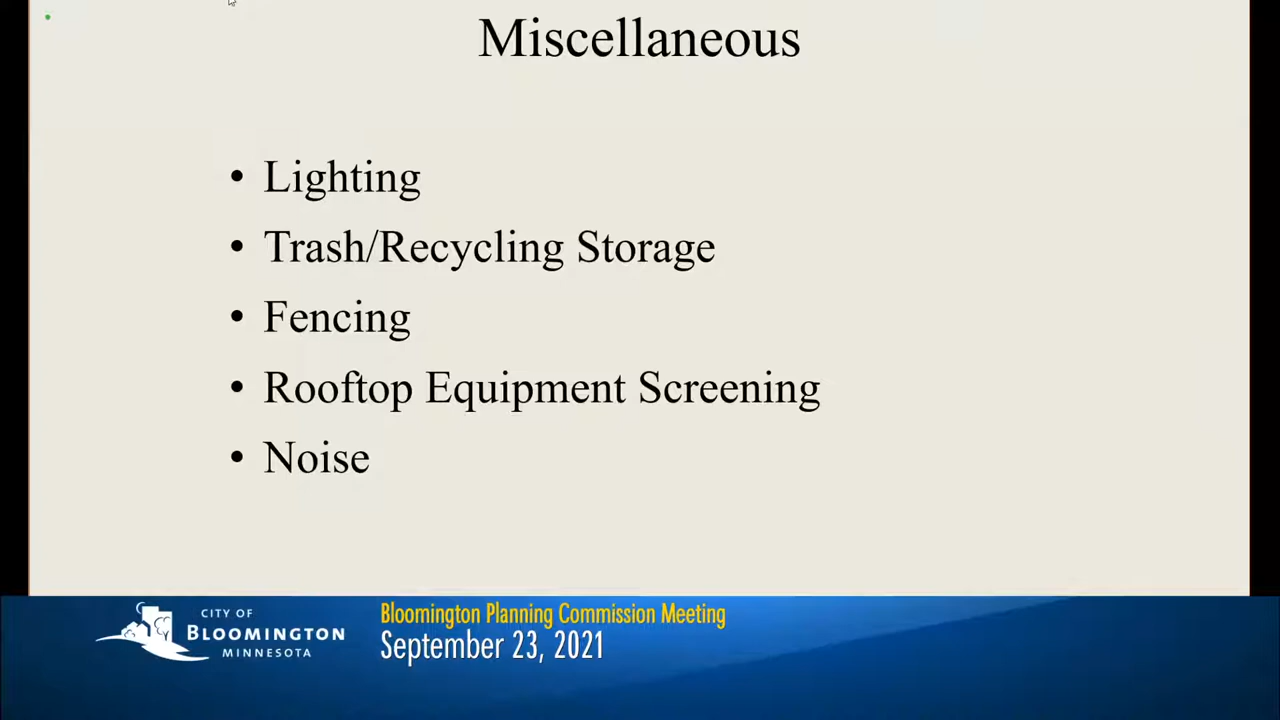 Miscellaneous
• Lighting
• Trash/Recycling Storage
• Fencing
• Rooftop Equipment Screening
• Noise
CITY OF
BLOOMINGTON
MINNESOTA
Bloomington Planning Commission Meeting
September 23, 2021